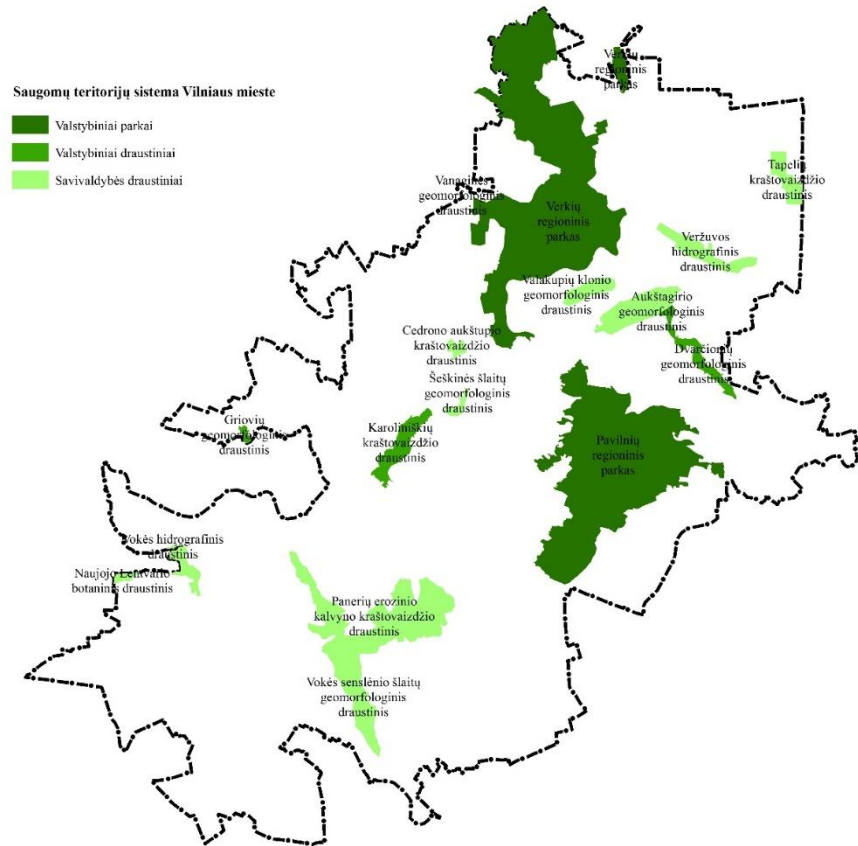 Saugomų teritorijų sistema Vilniaus mieste
Valstybiniai parkai
Valstybiniai draustiniai
Savivaldybės draustiniai
Verkių
regioninis
parkas
Tapelių
kraštovaizdžio
draustinis
Vanaginės
geomorfologinis
draustinis
Verkių
regioninis
parkas
Veržuvos
hidrografinis
draustinis
Valakupių klonio
geomorfologinis
draustinis
Aukštagirio
geomorfologinis
draustinis
Cedrono aukštupio
kraštovaizdžio
draustinis
Dvarčionių
geomorfologinis
draustinis
Šeškinės šlaitų
geomorfologinis
draustinis
Griovių
geomorfologinis
draustinis
Karoliniškių
kraštovaizdžio
draustinis
Pavilnių
regioninis
parkas
Vokės hidrografinis
draustinis
Naujojo Lentvario
botaninis draustinis
Panerių erozinio
kalvyno kraštovaizdžio
draustinis
Vokės senslėnio šlaitų
geomorfologinis
draustinis